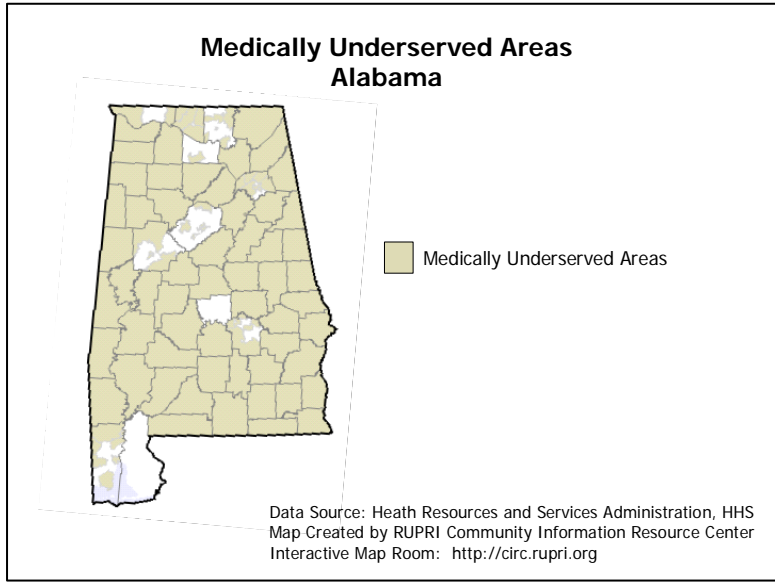 Medically Underserved Areas
Alabama
Medically Underserved Areas
Data Source: Heath Resources and Services Administration, HHS
Map Created by RUPRI Community Information Resource Center
Interactive Map Room: http://circ.rupri.org